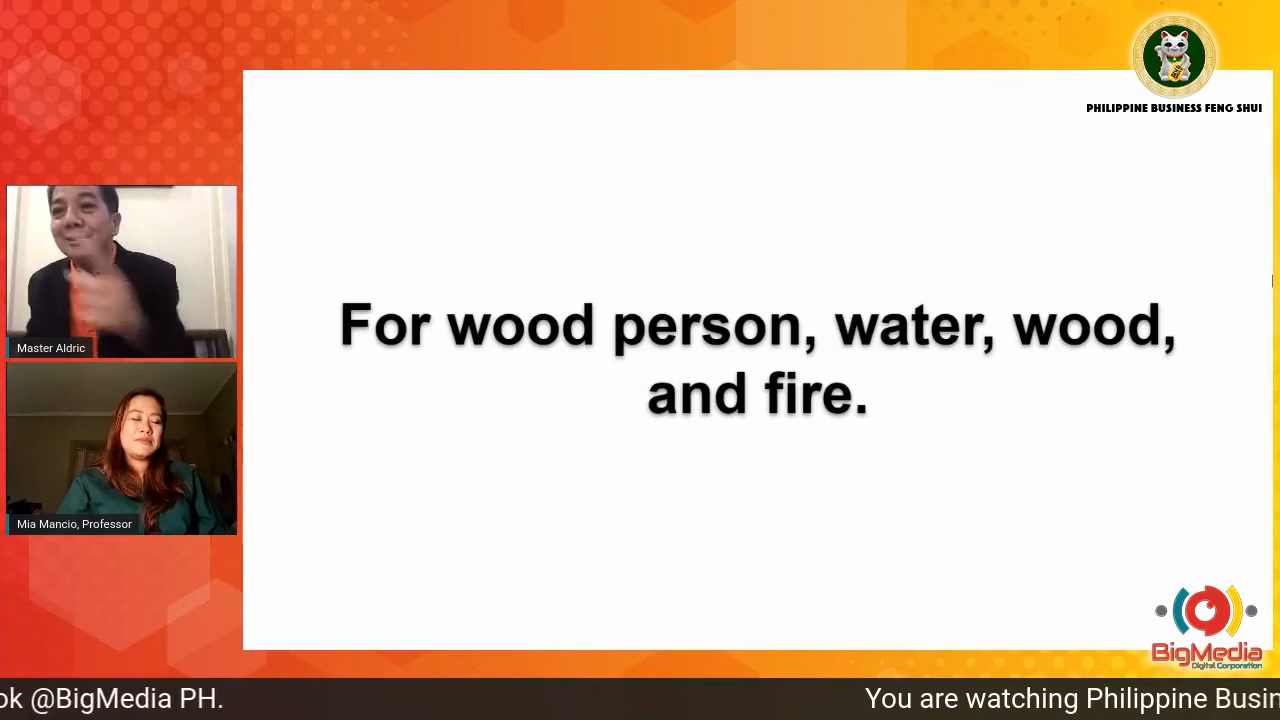 PHILIPPINE BUSINESS FENG SHUI
Master Aldric
Mia Mancio, Professor
For wood person, water, wood,
and fire.
BigMedia
Digital Corporation
ok @BigMedia PH.
You are watching Philippine Busin